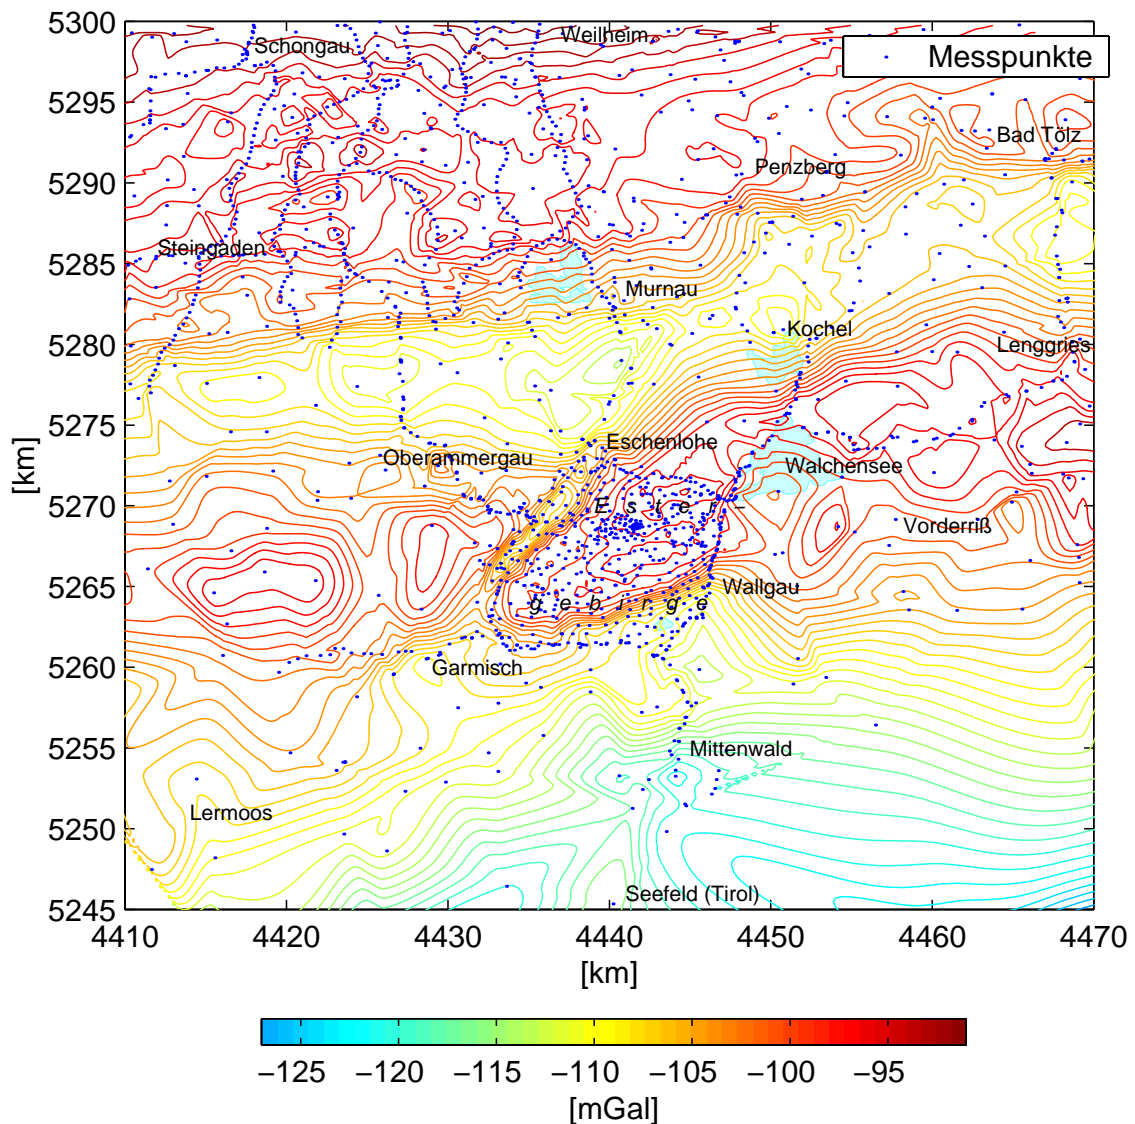 5300
Schongau
Weilheim
Messpunkte
5295
Bad Tölz
Penzberg
5290
Steingaden
5285
Murnau
Kochel
5280
Lenggries
5275
Eschenlohe
Oberammergau
Walchensee
[km]
5270
E s t e r –
Vorderriß
5265
Wallgau
g e b i r g e
5260
Garmisch
5255
Mittenwald
5250
Lermoos
Seefeld (Tirol)
5245
4410 4420 4430 4440 4450 4460 4470
[km]
−125 −120 −115 −110 −105 −100 −95
[mGal]